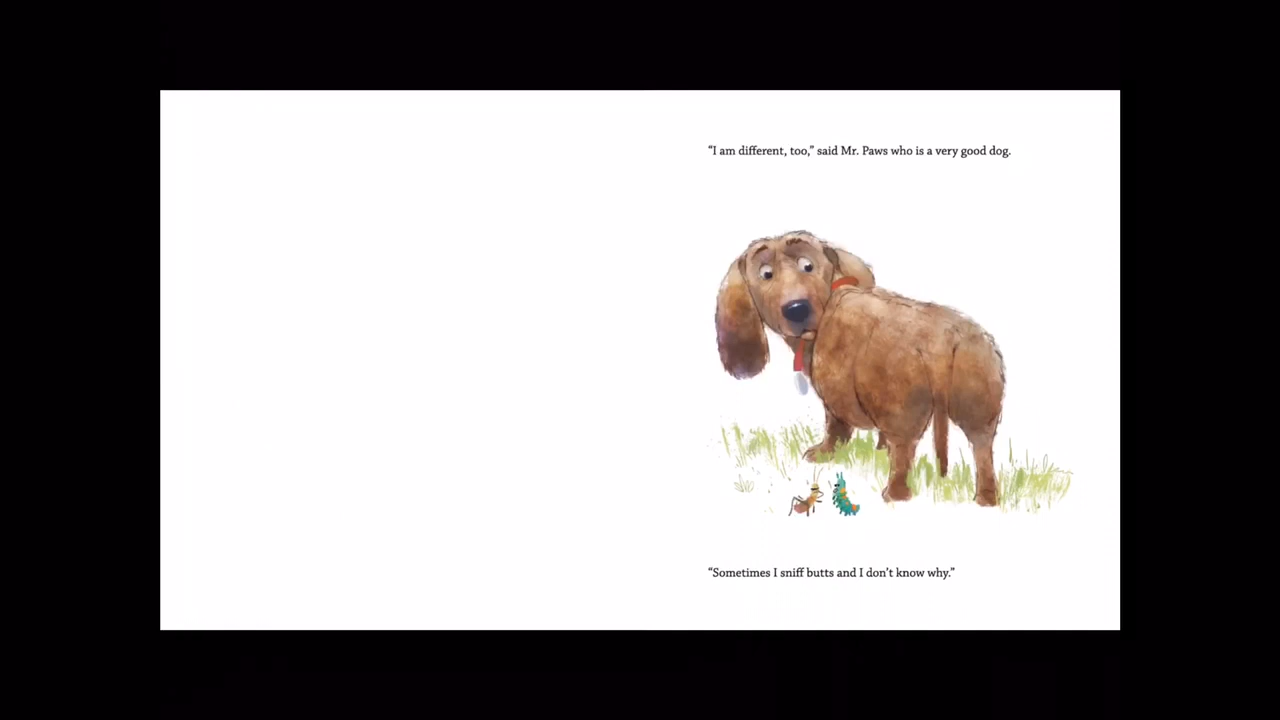 “I am different, too,” said Mr. Paws who is a very good dog.
“Sometimes I sniff butts and I don’t know why.”